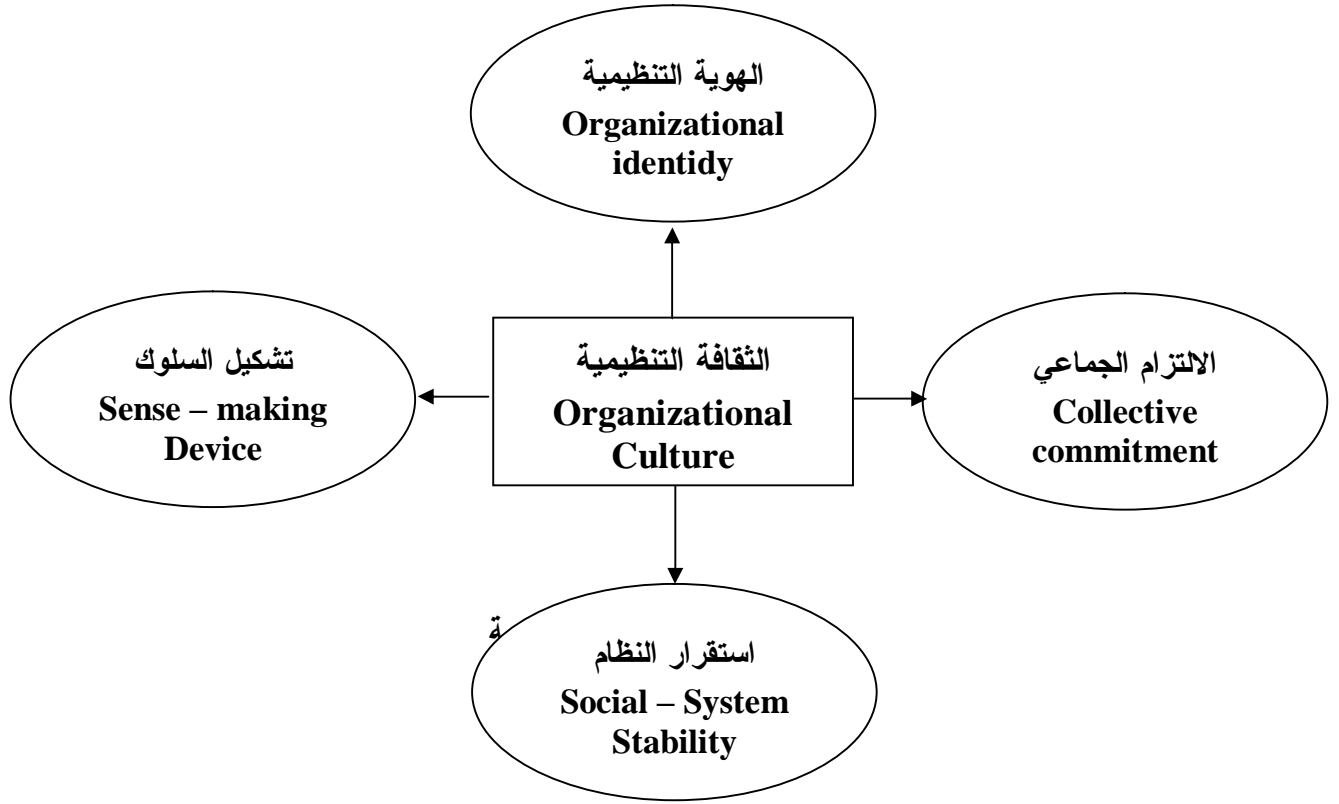 الهوية التنظيمية
Organizational
identidy
تشكيل السلوك
Sense – making
Device
الثقافة التنظيمية
Organizational
Culture
الالتزام الجماعي
Collective
commitment
ة
استقرار النظام
Social – System
Stability